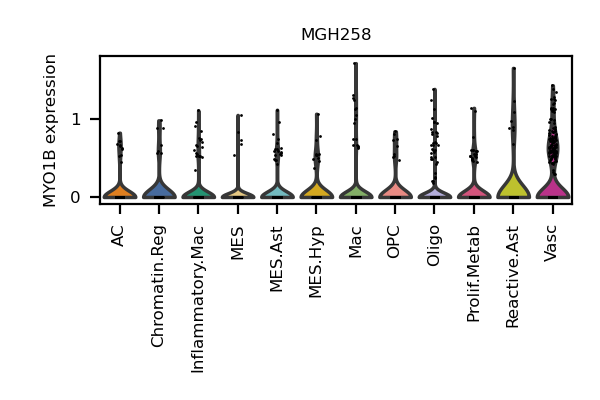 MGH258
MYO1B expression
1
0
AC
Chromatin.Reg
Inflammatory.Mac
MES
MES.Ast
MES.Hyp
Mac
OPC
Oligo
Prolif.Metab
Reactive.Ast
Vasc